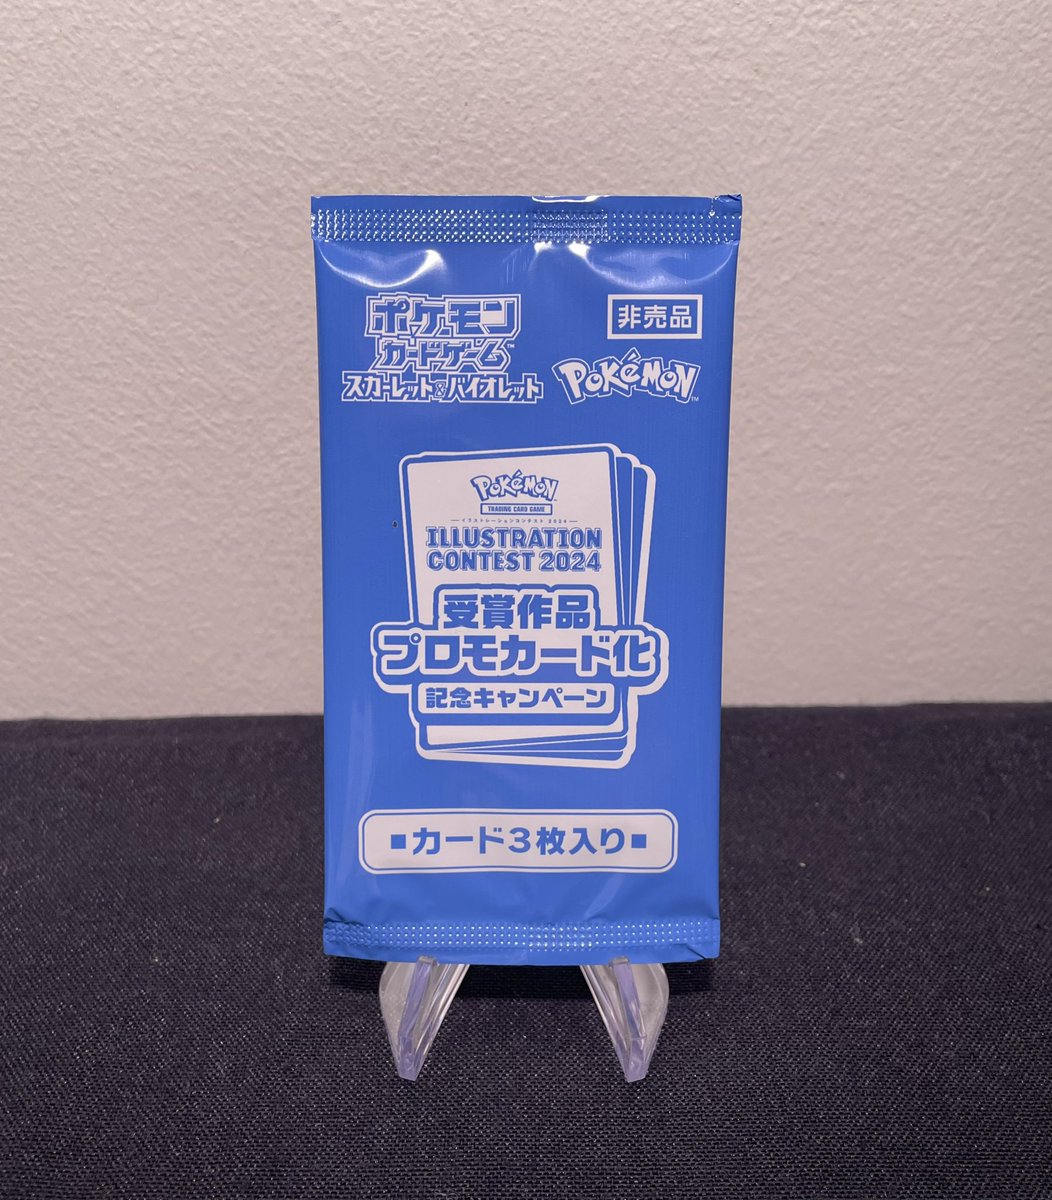 ポケモン
カードゲーム™
スカーレット&バイオレット
非売品
POKéMON™
POKéMON
TRADING CARD GAME
イラストレーションコンテスト 2024
ILLUSTRATION
CONTEST 2024
受賞作品
プロモカード化
記念キャンペーン
■カード3枚入り■